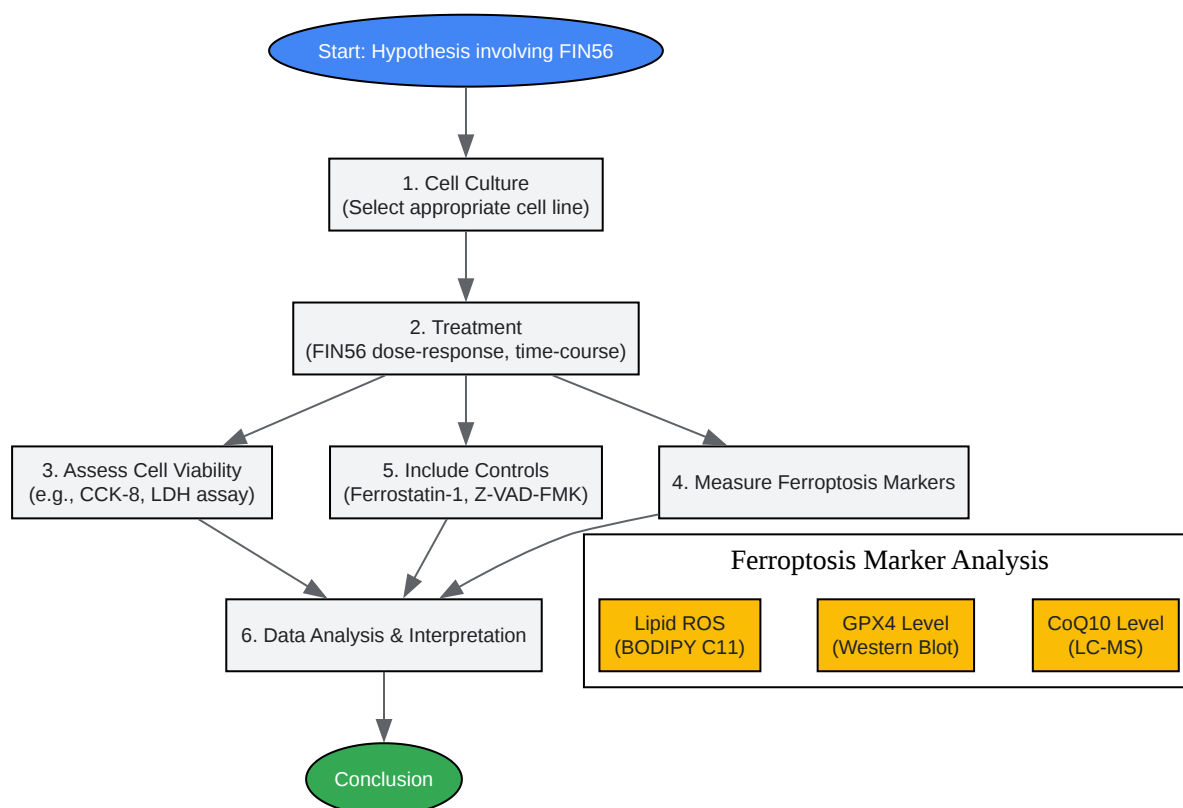 Start: Hypothesis involving FIN56
1. Cell Culture
(Select appropriate cell line)
2. Treatment
(FIN56 dose-response, time-course)
3. Assess Cell Viability
(e.g., CCK-8, LDH assay)
5. Include Controls
(Ferrostatin-1, Z-VAD-FMK)
4. Measure Ferroptosis Markers
Ferroptosis Marker Analysis
Lipid ROS
(BODIPY C11)
GPX4 Level
(Western Blot)
CoQ10 Level
(LC-MS)
6. Data Analysis & Interpretation
Conclusion